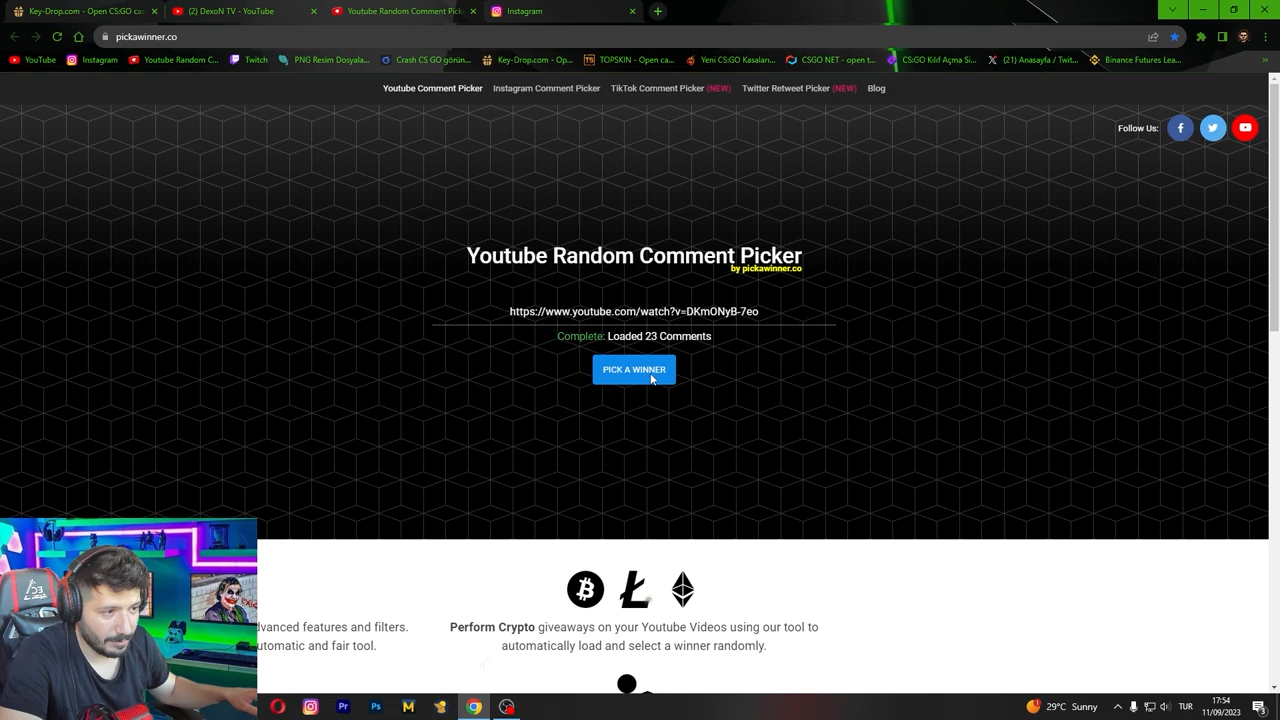 Key-Drop.com - Open CS:GO ca
(2) DexoN TV - YouTube
Youtube Random Comment Picker
Instagram
pickawinner.co
YouTube
Instagram
Youtube Random C...
Twitch
PNG Resim Dosyala...
Crash CS GO görün...
Key-Drop.com - Op...
TOPSKIN - Open ca...
Yeni CS:GO Kasaları...
CSGO NET - open t...
CS:GO Kılıf Açma Si...
(21) Anasayfa / Twit...
Binance Futures Lea...
Youtube Comment Picker
Instagram Comment Picker
TikTok Comment Picker (NEW)
Twitter Retweet Picker (NEW)
Blog
Follow Us:
Youtube Random Comment Picker
by pickawinner.co
https://www.youtube.com/watch?v=DKmONyB-7eo
Complete: Loaded 23 Comments
PICK A WINNER
dvanced features and filters.
utomatic and fair tool.
Perform Crypto giveaways on your Youtube Videos using our tool to
automatically load and select a winner randomly.
29°C Sunny
TUR
17:54
11/09/2023